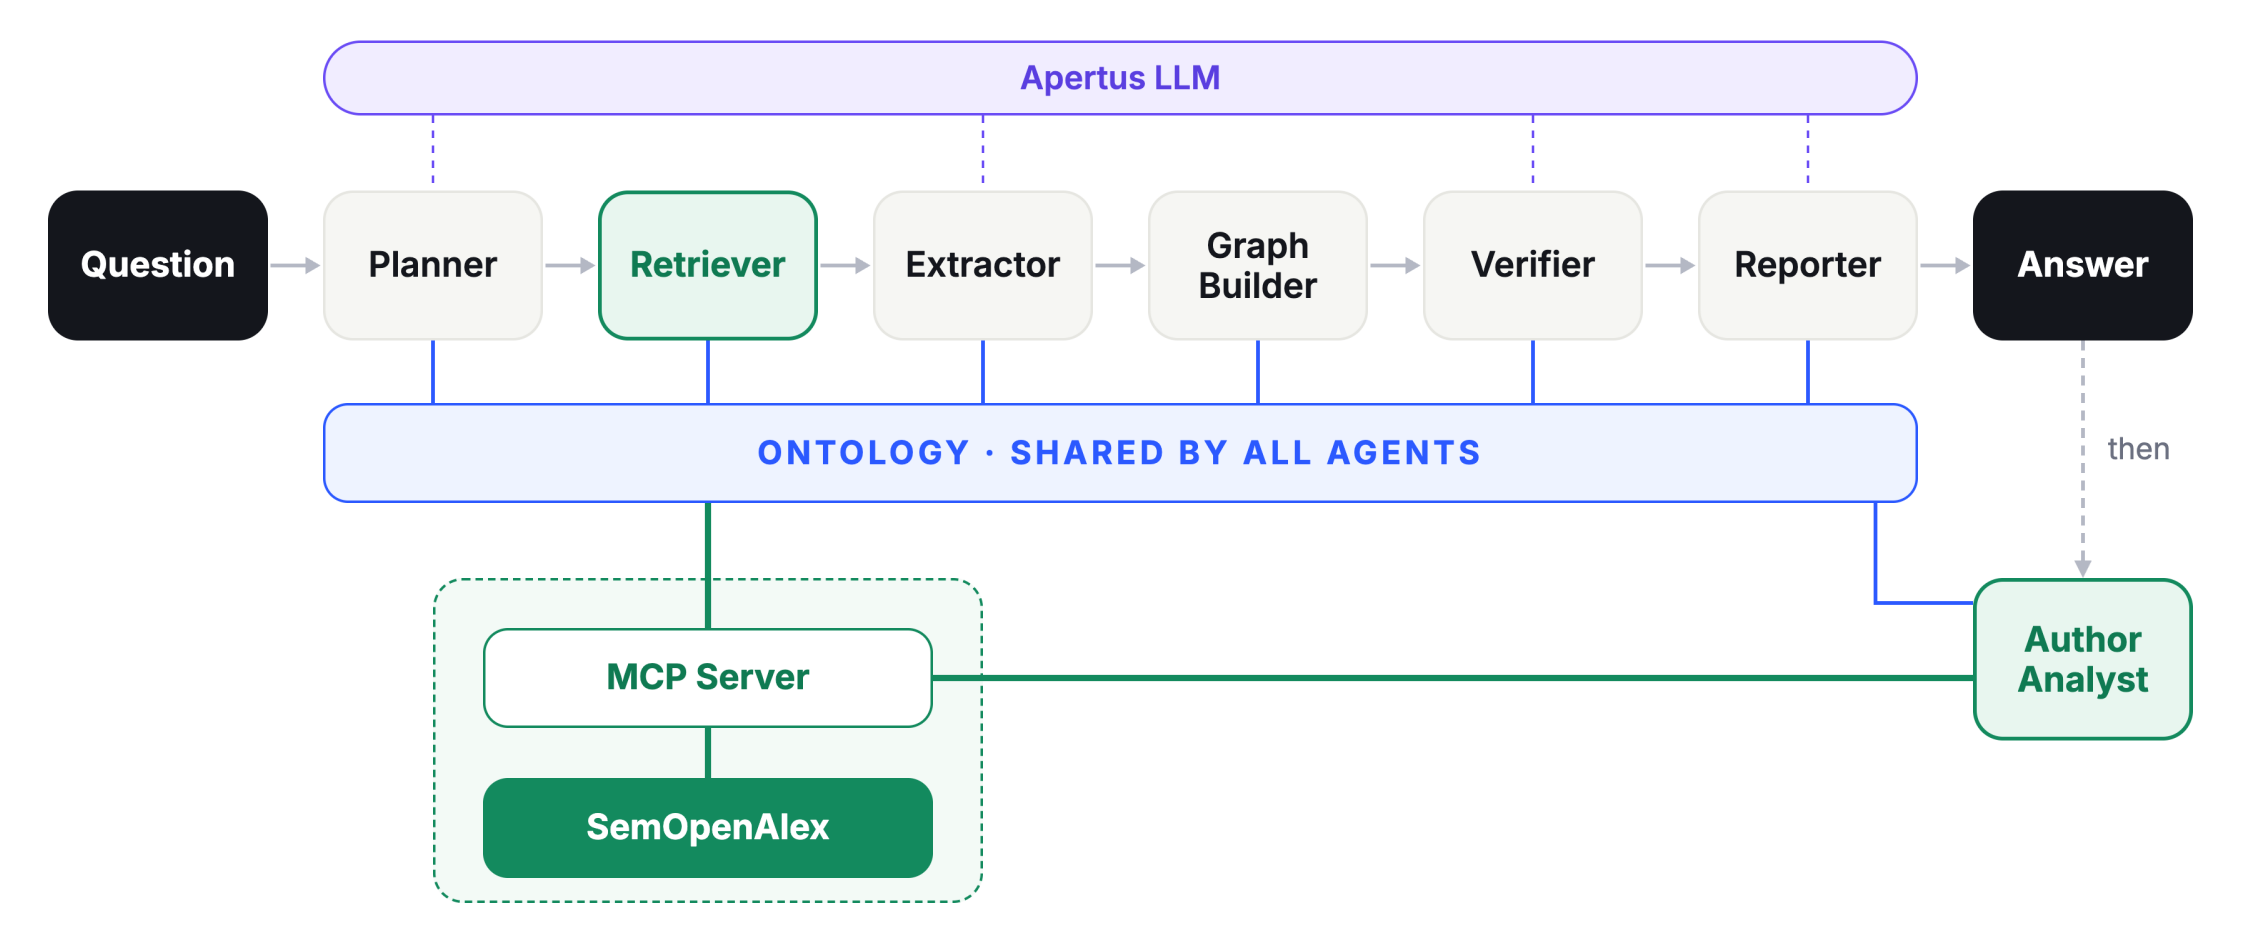 Apertus LLM
Question
Planner
Retriever
Extractor
Graph
Builder
Verifier
Reporter
Answer
ONTOLOGY · SHARED BY ALL AGENTS
then
MCP Server
Author
Analyst
SemOpenAlex